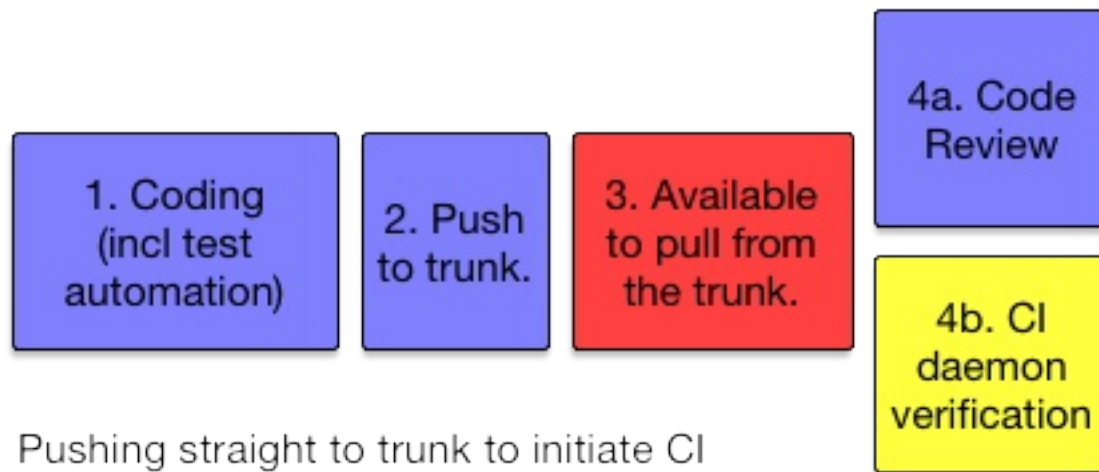 1. Coding
(incl test
automation)
2. Push
to trunk.
3. Available
to pull from
the trunk.
4a. Code
Review
4b. CI
daemon
verification
Pushing straight to trunk to initiate CI